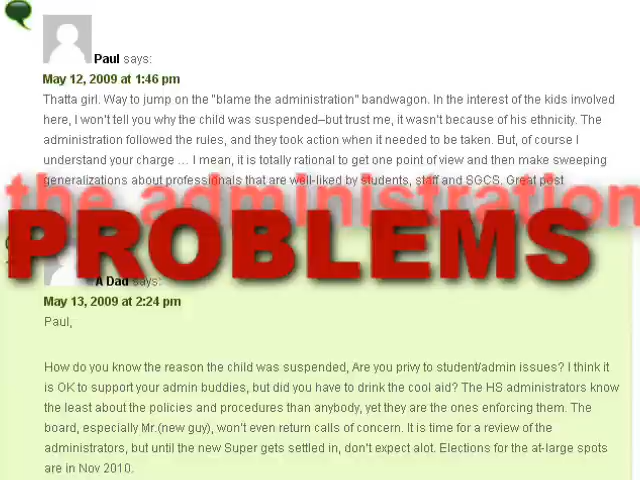 Paul says:
May 12, 2009 at 1:46 pm
Thatta girl. Way to jump on the "blame the administration" bandwagon. In the interest of the kids involved
here, I won't tell you why the child was suspended–but trust me, it wasn't because of his ethnicity. The
administration followed the rules, and they took action when it needed to be taken. But, of course I
understand your charge … I mean, it is totally rational to get one point of view and then make sweeping
generalizations about professionals that are well-liked by students, staff and SGCS. Great post
the administration
PROBLEMS
A Dad says:
May 13, 2009 at 2:24 pm
Paul,
How do you know the reason the child was suspended, Are you privy to student/admin issues? I think it
is OK to support your admin buddies, but did you have to drink the cool aid? The HS administrators know
the least about the policies and procedures than anybody, yet they are the ones enforcing them. The
board, especially Mr.(new guy), won't even return calls of concern. It is time for a review of the
administrators, but until the new Super gets settled in, don't expect alot. Elections for the at-large spots
are in Nov 2010.